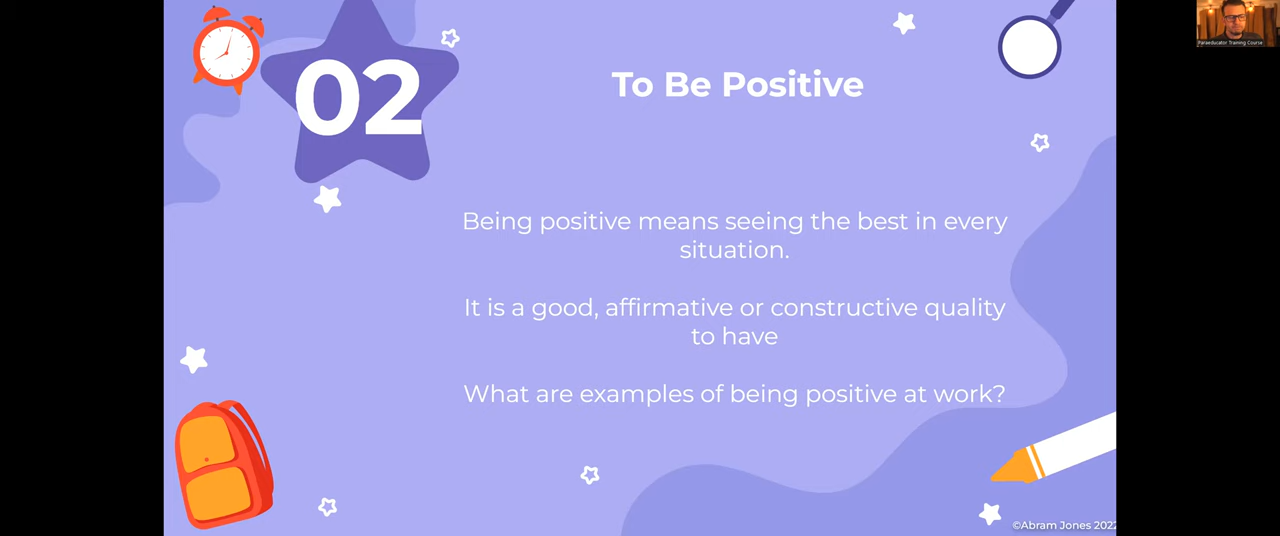 02
To Be Positive
Paraeducator Training Course
Being positive means seeing the best in every
situation.
It is a good, affirmative or constructive quality
to have
What are examples of being positive at work?
©Abram Jones 2022